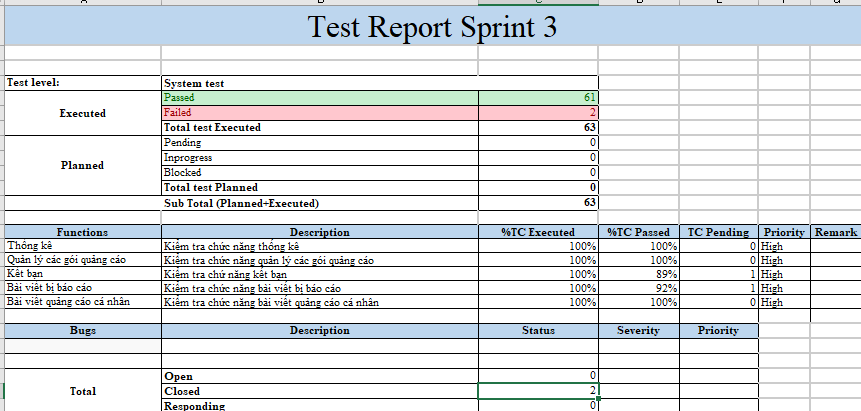 Test Report Sprint 3
Test level: System test
Executed Passed 61
Failed 2
Total test Executed 63
Planned Pending 0
Inprogress 0
Blocked 0
Total test Planned 0
Sub Total (Planned+Executed) 63
Functions Description %TC Executed %TC Passed TC Pending Priority Remark
Thống kê Kiểm tra chức năng thống kê 100% 100% 0 High
Quản lý các gói quảng cáo Kiểm tra chức năng quản lý các gói quảng cáo 100% 100% 0 High
Kết bạn Kiểm tra chứ năng kết bạn 100% 89% 1 High
Bài viết bị báo cáo Kiểm tra chức năng bài viết bị báo cáo 100% 92% 1 High
Bài viết quảng cáo cá nhân Kiểm tra chức năng bài viết quảng cáo cá nhân 100% 100% 0 High
Bugs Description Status Severity Priority
Total Open 0
Closed 2
Responding 0